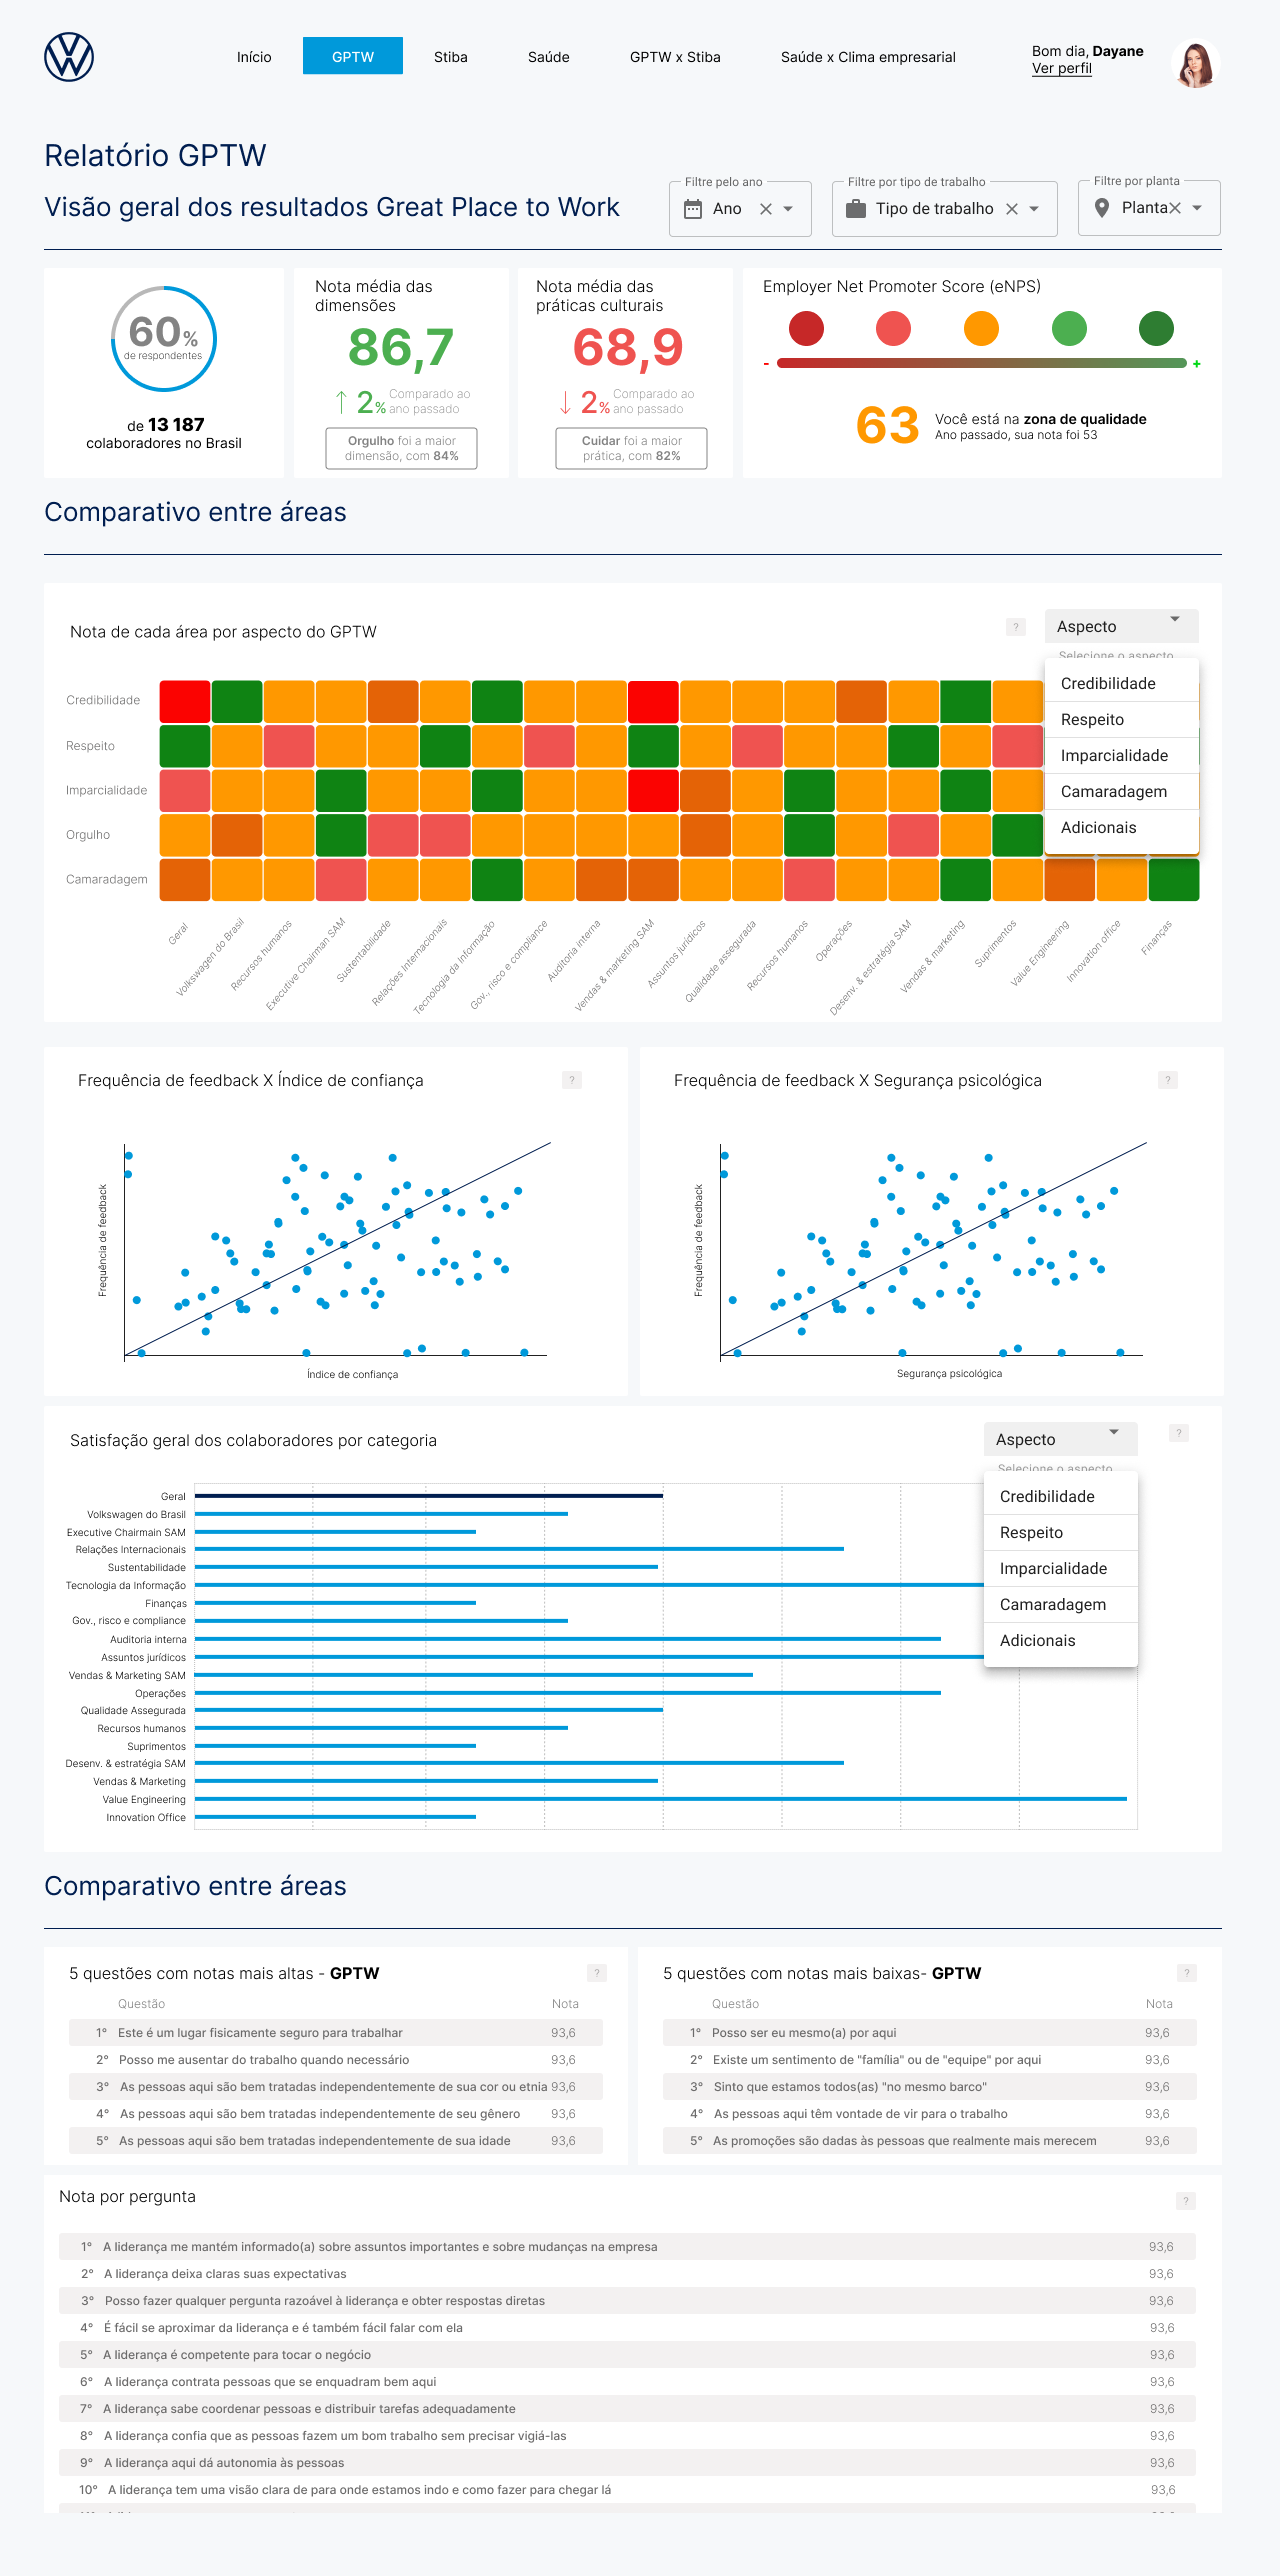 Início
GPTW
Stiba
Saúde
GPTW x Stiba
Saúde x Clima empresarial
Bom dia, Dayane
Ver perfil
Relatório GPTW
Visão geral dos resultados Great Place to Work
Filtre pelo ano
Ano
Filtre por tipo de trabalho
Tipo de trabalho
Filtre por planta
Planta
60%
de respondentes
de 13 187
colaboradores no Brasil
Nota média das
dimensões
86,7
2%
Comparado ao
ano passado
Orgulho foi a maior
dimensão, com 84%
Nota média das
práticas culturais
68,9
2%
Comparado ao
ano passado
Cuidar foi a maior
prática, com 82%
Employer Net Promoter Score (eNPS)
-
+
63
Você está na zona de qualidade
Ano passado, sua nota foi 53
Comparativo entre áreas
Nota de cada área por aspecto do GPTW
?
Aspecto
Selecione o aspecto
Credibilidade
Respeito
Imparcialidade
Camaradagem
Adicionais
Credibilidade
Respeito
Imparcialidade
Orgulho
Camaradagem
Geral
Volkswagen do Brasil
Recursos humanos
Executive Chairman SAM
Sustentabilidade
Relações Internacionais
Tecnologia da Informação
Gov., risco e compliance
Auditoria interna
Vendas & marketing SAM
Assuntos jurídicos
Qualidade assegurada
Recursos humanos
Operações
Desenv. & estratégia SAM
Vendas & marketing
Suprimentos
Value Engineering
Innovation office
Finanças
Frequência de feedback X Índice de confiança
?
Frequência de feedback
Índice de confiança
Frequência de feedback X Segurança psicológica
?
Frequência de feedback
Segurança psicológica
Satisfação geral dos colaboradores por categoria
Aspecto
?
Selecione o aspecto
Credibilidade
Respeito
Imparcialidade
Camaradagem
Adicionais
Geral
Volkswagen do Brasil
Executive Chairmain SAM
Relações Internacionais
Sustentabilidade
Tecnologia da Informação
Finanças
Gov., risco e compliance
Auditoria interna
Assuntos jurídicos
Vendas & Marketing SAM
Operações
Qualidade Assegurada
Recursos humanos
Suprimentos
Desenv. & estratégia SAM
Vendas & Marketing
Value Engineering
Innovation Office
Comparativo entre áreas
5 questões com notas mais altas - GPTW
?
Questão Nota
1° Este é um lugar fisicamente seguro para trabalhar 93,6
2° Posso me ausentar do trabalho quando necessário 93,6
3° As pessoas aqui são bem tratadas independentemente de sua cor ou etnia 93,6
4° As pessoas aqui são bem tratadas independentemente de seu gênero 93,6
5° As pessoas aqui são bem tratadas independentemente de sua idade 93,6
5 questões com notas mais baixas- GPTW
?
Questão Nota
1° Posso ser eu mesmo(a) por aqui 93,6
2° Existe um sentimento de "família" ou de "equipe" por aqui 93,6
3° Sinto que estamos todos(as) "no mesmo barco" 93,6
4° As pessoas aqui têm vontade de vir para o trabalho 93,6
5° As promoções são dadas às pessoas que realmente mais merecem 93,6
Nota por pergunta
?
1° A liderança me mantém informado(a) sobre assuntos importantes e sobre mudanças na empresa 93,6
2° A liderança deixa claras suas expectativas 93,6
3° Posso fazer qualquer pergunta razoável à liderança e obter respostas diretas 93,6
4° É fácil se aproximar da liderança e é também fácil falar com ela 93,6
5° A liderança é competente para tocar o negócio 93,6
6° A liderança contrata pessoas que se enquadram bem aqui 93,6
7° A liderança sabe coordenar pessoas e distribuir tarefas adequadamente 93,6
8° A liderança confia que as pessoas fazem um bom trabalho sem precisar vigiá-las 93,6
9° A liderança aqui dá autonomia às pessoas 93,6
10° A liderança tem uma visão clara de para onde estamos indo e como fazer para chegar lá 93,6